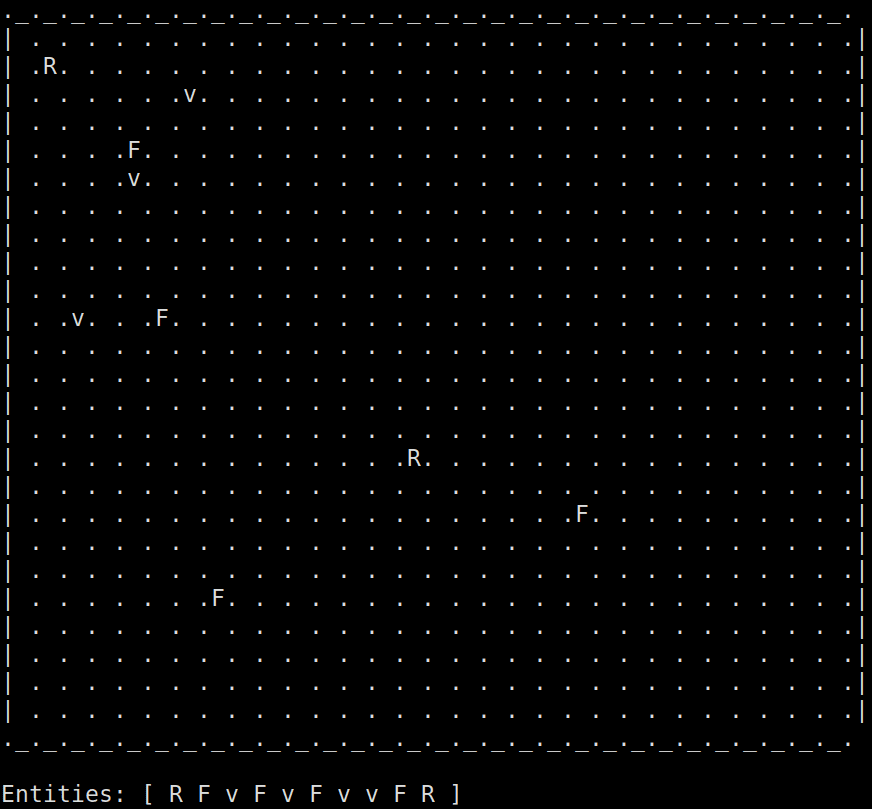 ._._._._._._._._._._._._._._._._._._._._._._._._._._._._._._.
| . . . . . . . . . . . . . . . . . . . . . . . . . . . . . .|
| .R. . . . . . . . . . . . . . . . . . . . . . . . . . . . .|
| . . . . . .v. . . . . . . . . . . . . . . . . . . . . . . .|
| . . . . . . . . . . . . . . . . . . . . . . . . . . . . . .|
| . . . .F. . . . . . . . . . . . . . . . . . . . . . . . . .|
| . . . .v. . . . . . . . . . . . . . . . . . . . . . . . . .|
| . . . . . . . . . . . . . . . . . . . . . . . . . . . . . .|
| . . . . . . . . . . . . . . . . . . . . . . . . . . . . . .|
| . . . . . . . . . . . . . . . . . . . . . . . . . . . . . .|
| . . . . . . . . . . . . . . . . . . . . . . . . . . . . . .|
| . .v. . .F. . . . . . . . . . . . . . . . . . . . . . . . .|
| . . . . . . . . . . . . . . . . . . . . . . . . . . . . . .|
| . . . . . . . . . . . . . . . . . . . . . . . . . . . . . .|
| . . . . . . . . . . . . . . . . . . . . . . . . . . . . . .|
| . . . . . . . . . . . . . . . . . . . . . . . . . . . . . .|
| . . . . . . . . . . . . . .R. . . . . . . . . . . . . . . .|
| . . . . . . . . . . . . . . . . . . . . . . . . . . . . . .|
| . . . . . . . . . . . . . . . . . . . .F. . . . . . . . . .|
| . . . . . . . . . . . . . . . . . . . . . . . . . . . . . .|
| . . . . . . . . . . . . . . . . . . . . . . . . . . . . . .|
| . . . . . . .F. . . . . . . . . . . . . . . . . . . . . . .|
| . . . . . . . . . . . . . . . . . . . . . . . . . . . . . .|
| . . . . . . . . . . . . . . . . . . . . . . . . . . . . . .|
| . . . . . . . . . . . . . . . . . . . . . . . . . . . . . .|
| . . . . . . . . . . . . . . . . . . . . . . . . . . . . . .|
._._._._._._._._._._._._._._._._._._._._._._._._._._._._._._.
Entities: [ R F v F v F v v F R ]